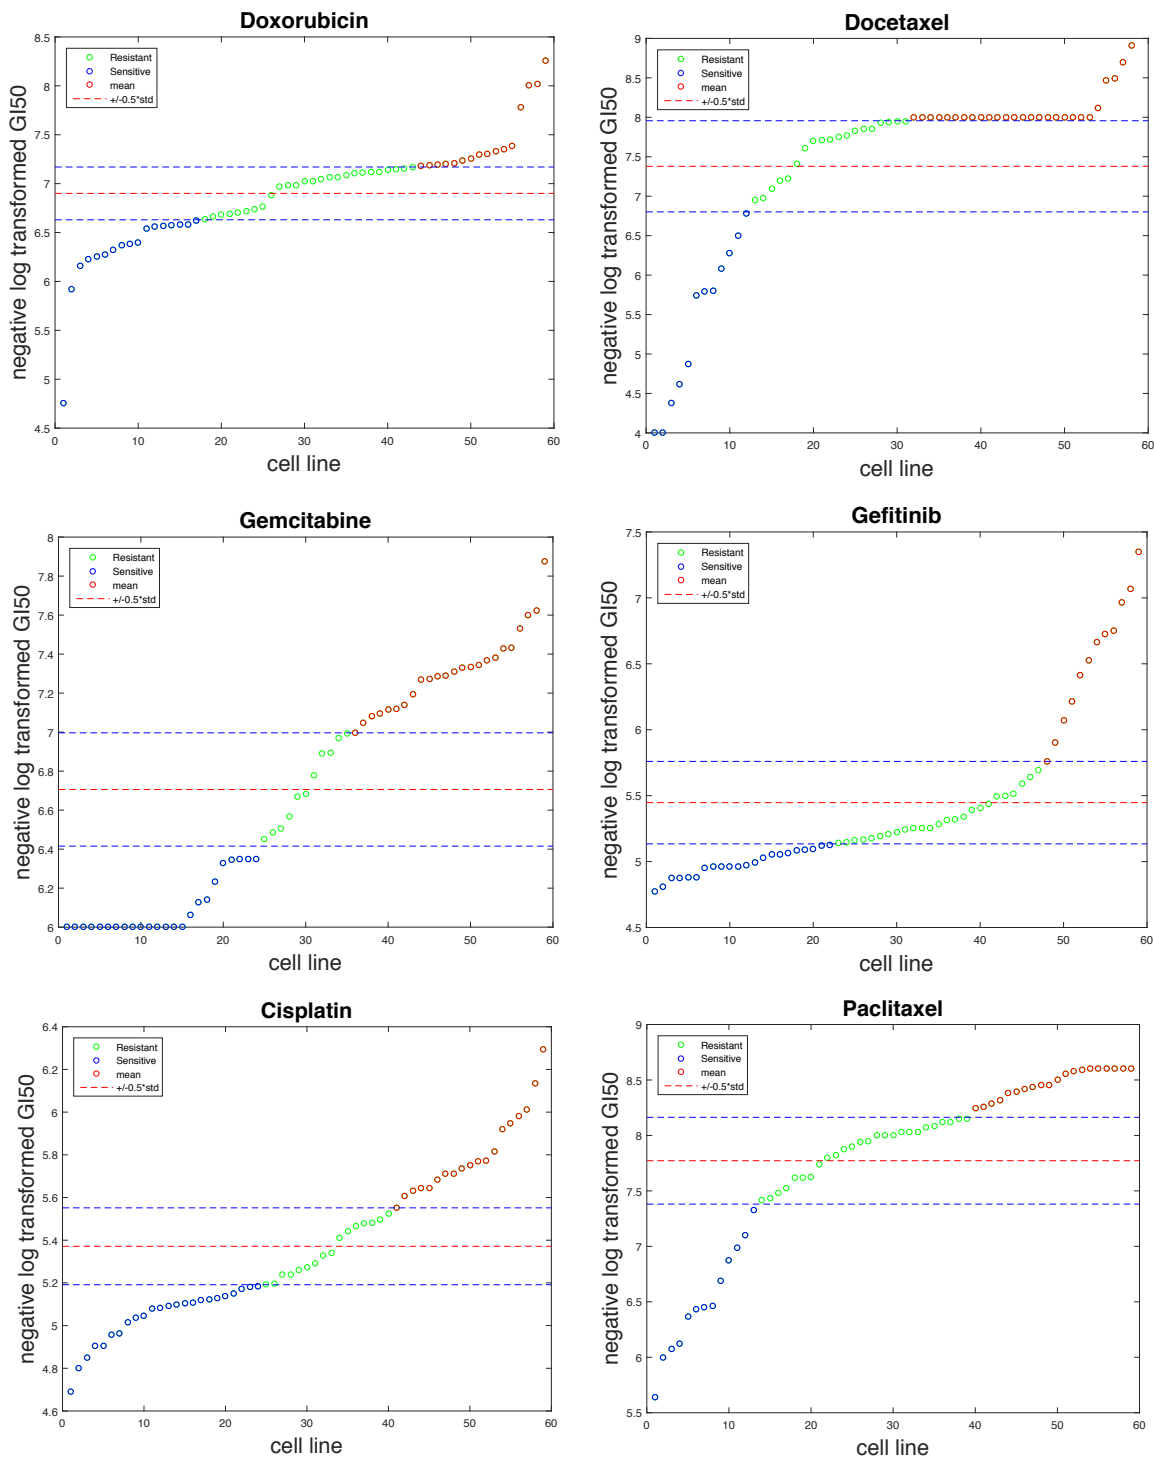 Doxorubicin
negative log transformed GI50
8.5
8
7.5
7
6.5
6
5.5
5
4.5
Resistant
Sensitive
mean
+/-0.5*std
0 10 20 30 40 50 60
cell line
Docetaxel
negative log transformed GI50
9
8.5
8
7.5
7
6.5
6
5.5
5
4.5
4
Resistant
Sensitive
mean
+/-0.5*std
0 10 20 30 40 50 60
cell line
Gemcitabine
negative log transformed GI50
8
7.8
7.6
7.4
7.2
7
6.8
6.6
6.4
6.2
6
Resistant
Sensitive
mean
+/-0.5*std
0 10 20 30 40 50 60
cell line
Gefitinib
negative log transformed GI50
7.5
7
6.5
6
5.5
5
4.5
Resistant
Sensitive
mean
+/-0.5*std
0 10 20 30 40 50 60
cell line
Cisplatin
negative log transformed GI50
6.4
6.2
6
5.8
5.6
5.4
5.2
5
4.8
4.6
Resistant
Sensitive
mean
+/-0.5*std
0 10 20 30 40 50 60
cell line
Paclitaxel
negative log transformed GI50
9
8.5
8
7.5
7
6.5
6
5.5
Resistant
Sensitive
mean
+/-0.5*std
0 10 20 30 40 50 60
cell line